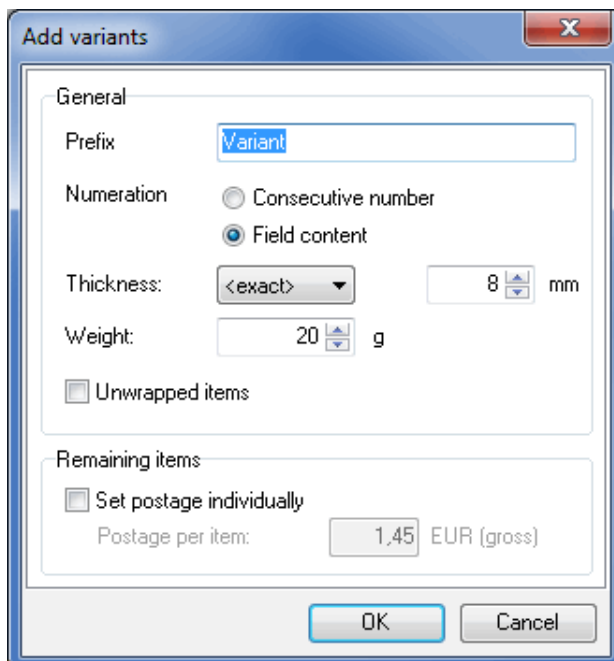 Add variants
General
Prefix Variant
Numeration Consecutive number
Field content
Thickness: <exact> 8 mm
Weight: 20 g
Unwrapped items
Remaining items
Set postage individually
Postage per item: 1,45 EUR (gross)
OK Cancel